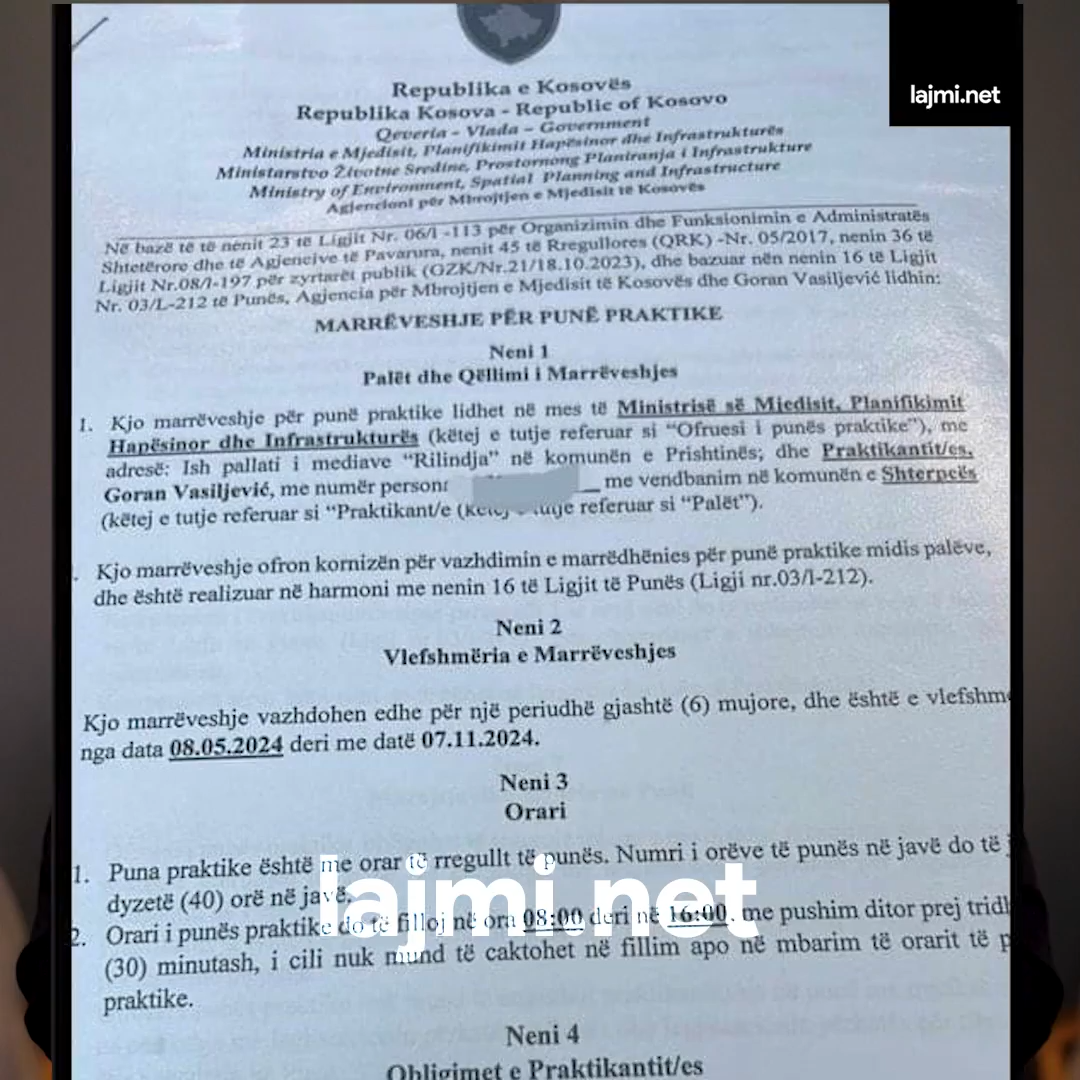 lajmi.net
Republika e Kosovës
Republika Kosova - Republic of Kosovo
Qeveria – Vlada – Government
Ministria e Mjedisit, Planifikimit Hapësinor dhe Infrastrukturës
Ministarstvo Životne Sredine, Prostornong Planiranja i Infrastrukture
Ministry of Environment, Spatial Planning and Infrastructure
Agjencioni për Mbrojtjen e Mjedisit të Kosovës
Në bazë të të nenit 23 të Ligjit Nr. 06/l -113 për Organizimin dhe Funksionimin e Administratës
Shtetërore dhe të Agjencive të Pavarura, nenit 45 të Rregullores (QRK) -Nr. 05/2017, nenin 36 të
Ligjit Nr.08/l-197 për zyrtarët publik (GZK/Nr.21/18.10.2023), dhe bazuar nën nenin 16 të Ligjit
Nr. 03/L-212 të Punës, Agjencia për Mbrojtjen e Mjedisit të Kosovës dhe Goran Vasiljević lidhin:
MARRËVESHJE PËR PUNË PRAKTIKE
Neni 1
Palët dhe Qëllimi i Marrëveshjes
1. Kjo marrëveshje për punë praktike lidhet në mes të Ministrisë së Mjedisit, Planifikimit
Hapësinor dhe Infrastrukturës (këtej e tutje referuar si “Ofruesi i punës praktike”), me
adresë: Ish pallati i mediave “Rilindja” në komunën e Prishtinës; dhe Praktikantit/es,
Goran Vasiljević, me numër person me vendbanim në komunën e Shterpcës
(këtej e tutje referuar si “Praktikant/e (këtej e tutje referuar si “Palët”).
. Kjo marrëveshje ofron kornizën për vazhdimin e marrëdhënies për punë praktike midis palëve,
dhe është realizuar në harmoni me nenin 16 të Ligjit të Punës (Ligji nr.03/l-212).
Neni 2
Vlefshmëria e Marrëveshjes
Kjo marrëveshje vazhdohen edhe për një periudhë gjashtë (6) mujore, dhe është e vlefshme
nga data 08.05.2024 deri me datë 07.11.2024.
Neni 3
Orari
1. Puna praktike është me orar të rregullt të punës. Numri i orëve të punës në javë do të j
dyzetë (40) orë në javë.
lajmi.net
2. Orari i punës praktike do të filloj në ora 08:00 deri në 16:00, me pushim ditor prej tridh
(30) minutash, i cili nuk mund të caktohet në fillim apo në mbarim të orarit të p
praktike.
Neni 4
Obligimet e Praktikantit/es